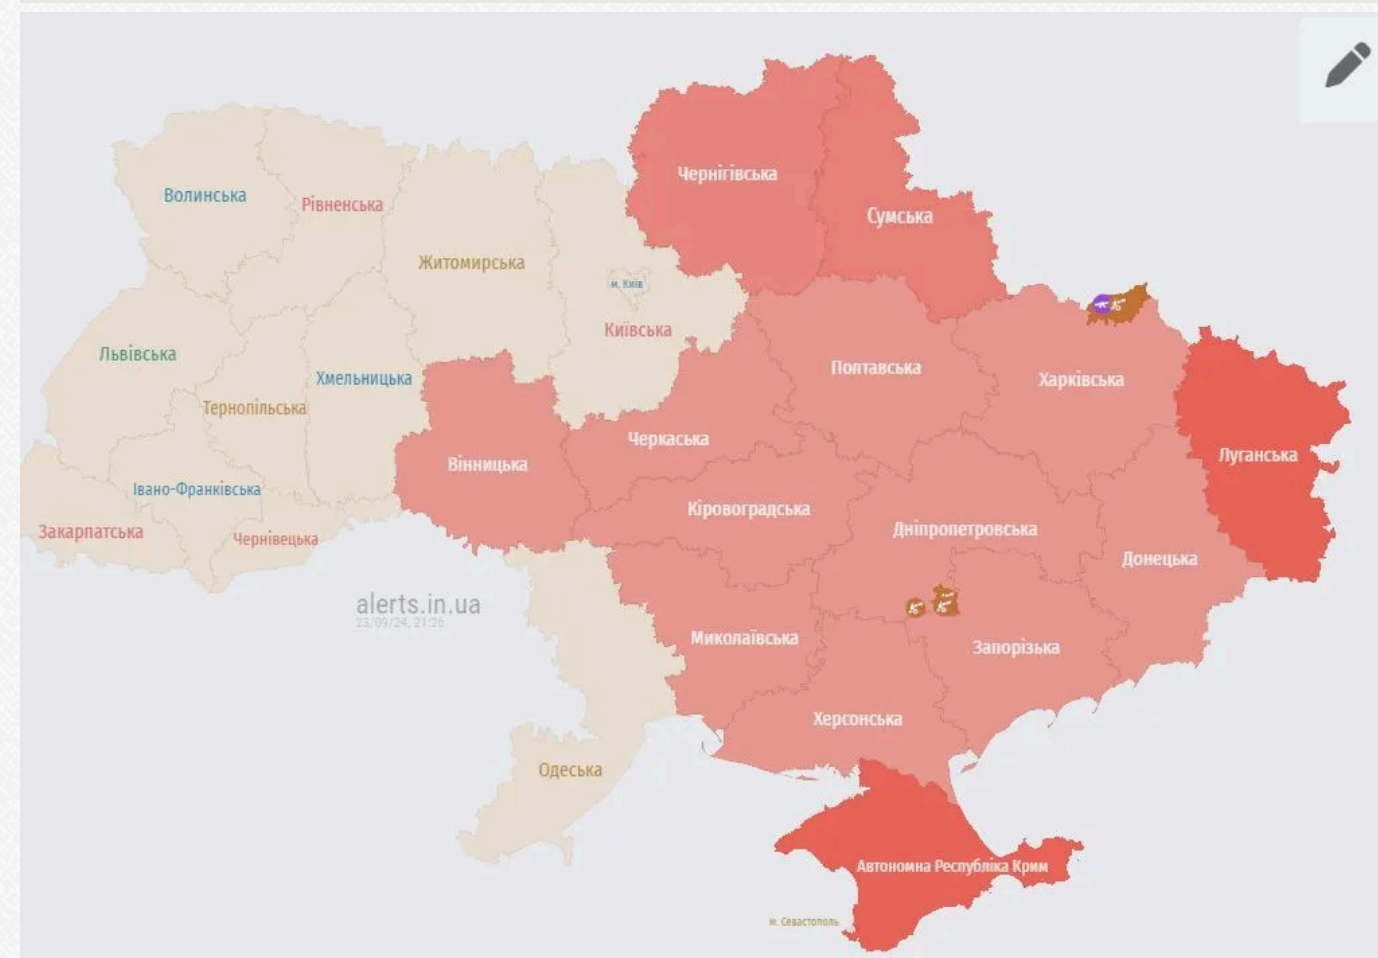 Чернігівська
Волинська
Рівненська
Сумська
Житомирська
м. Київ
Київська
Львівська
Полтавська
Хмельницька
Харківська
Тернопільська
Черкаська
Луганська
Вінницька
Івано-Франківська
Кіровоградська
Закарпатська
Дніпропетровська
Чернівецька
Донецька
alerts.in.ua
23/09/24, 21:26
Миколаївська
Запорізька
Херсонська
Одеська
Автономна Республіка Крим
м. Севастополь